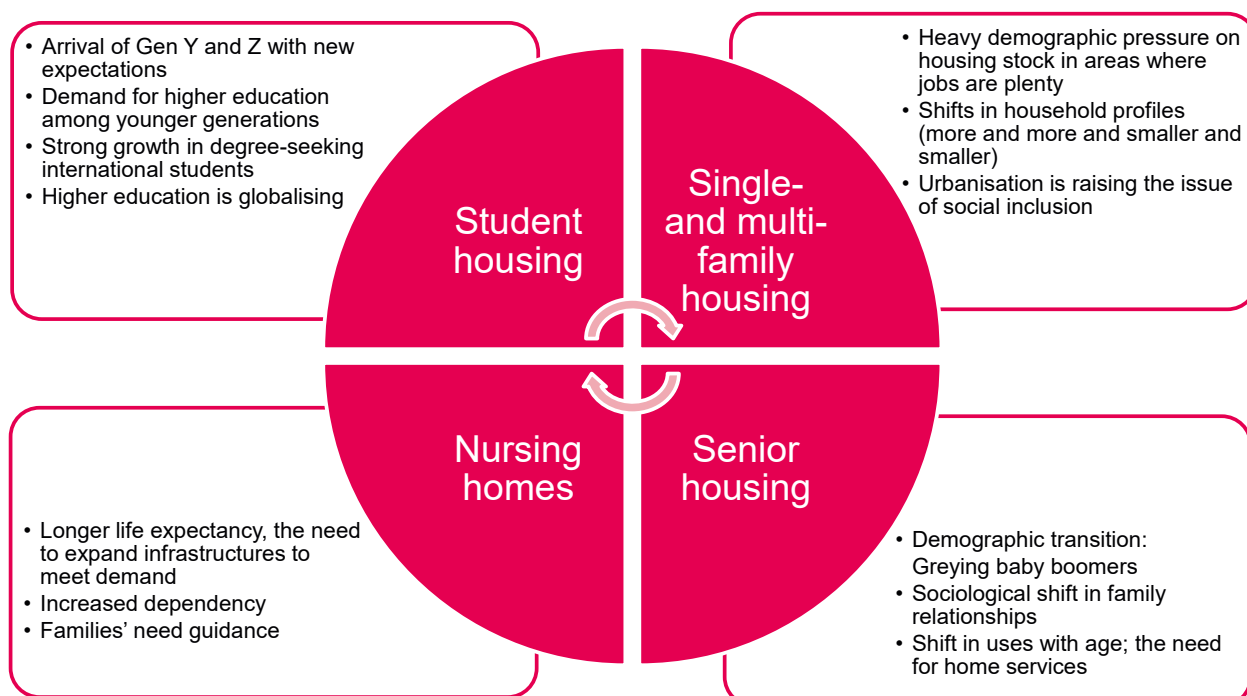 • Arrival of Gen Y and Z with new
expectations
• Demand for higher education
among younger generations
• Strong growth in degree-seeking
international students
• Higher education is globalising
Student
housing
Single-
and multi-
family
housing
• Heavy demographic pressure on
housing stock in areas where
jobs are plenty
• Shifts in household profiles
(more and more and smaller and
smaller)
• Urbanisation is raising the issue
of social inclusion
Nursing
homes
• Longer life expectancy, the need
to expand infrastructures to
meet demand
• Increased dependency
• Families’ need guidance
Senior
housing
• Demographic transition:
Greying baby boomers
• Sociological shift in family
relationships
• Shift in uses with age; the need
for home services